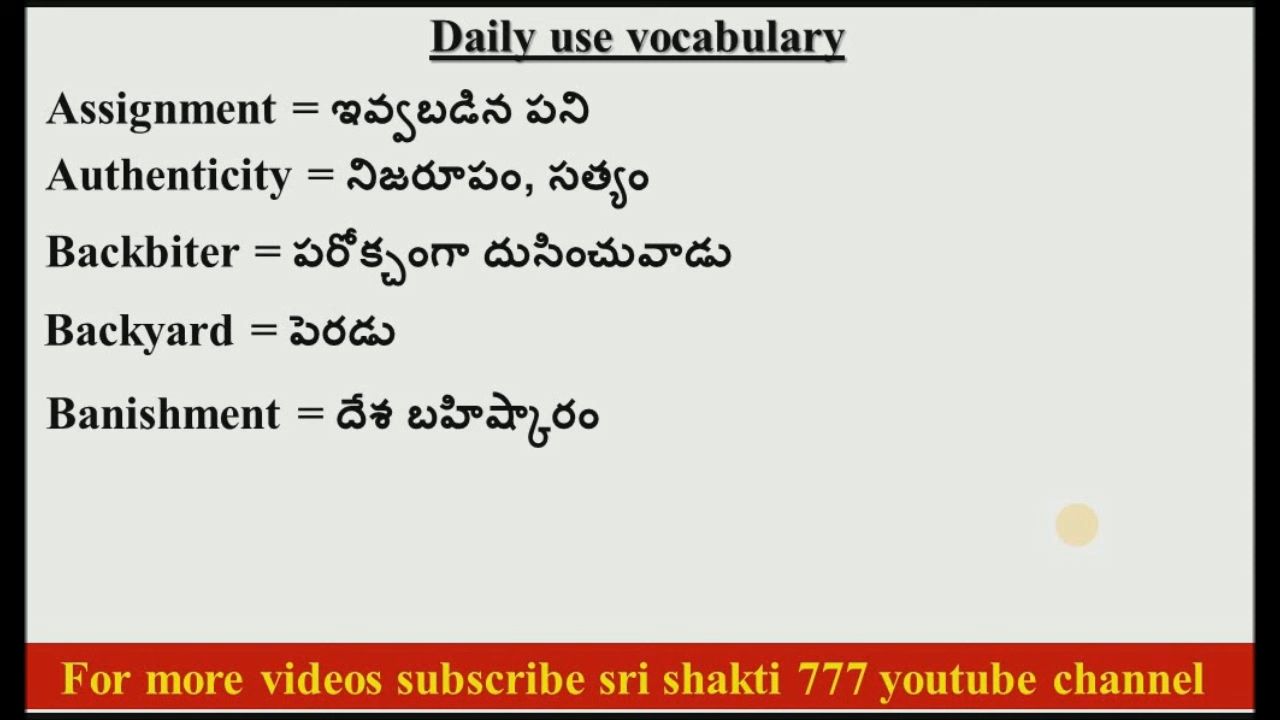 Daily use vocabulary
Assignment = ఇవ్వబడిన పని
Authenticity = నిజరూపం, సత్యం
Backbiter = పరోక్చంగా దుసించువాడు
Backyard = పెరడు
Banishment = దేశ బహిష్కారం
For more videos subscribe sri shakti 777 youtube channel